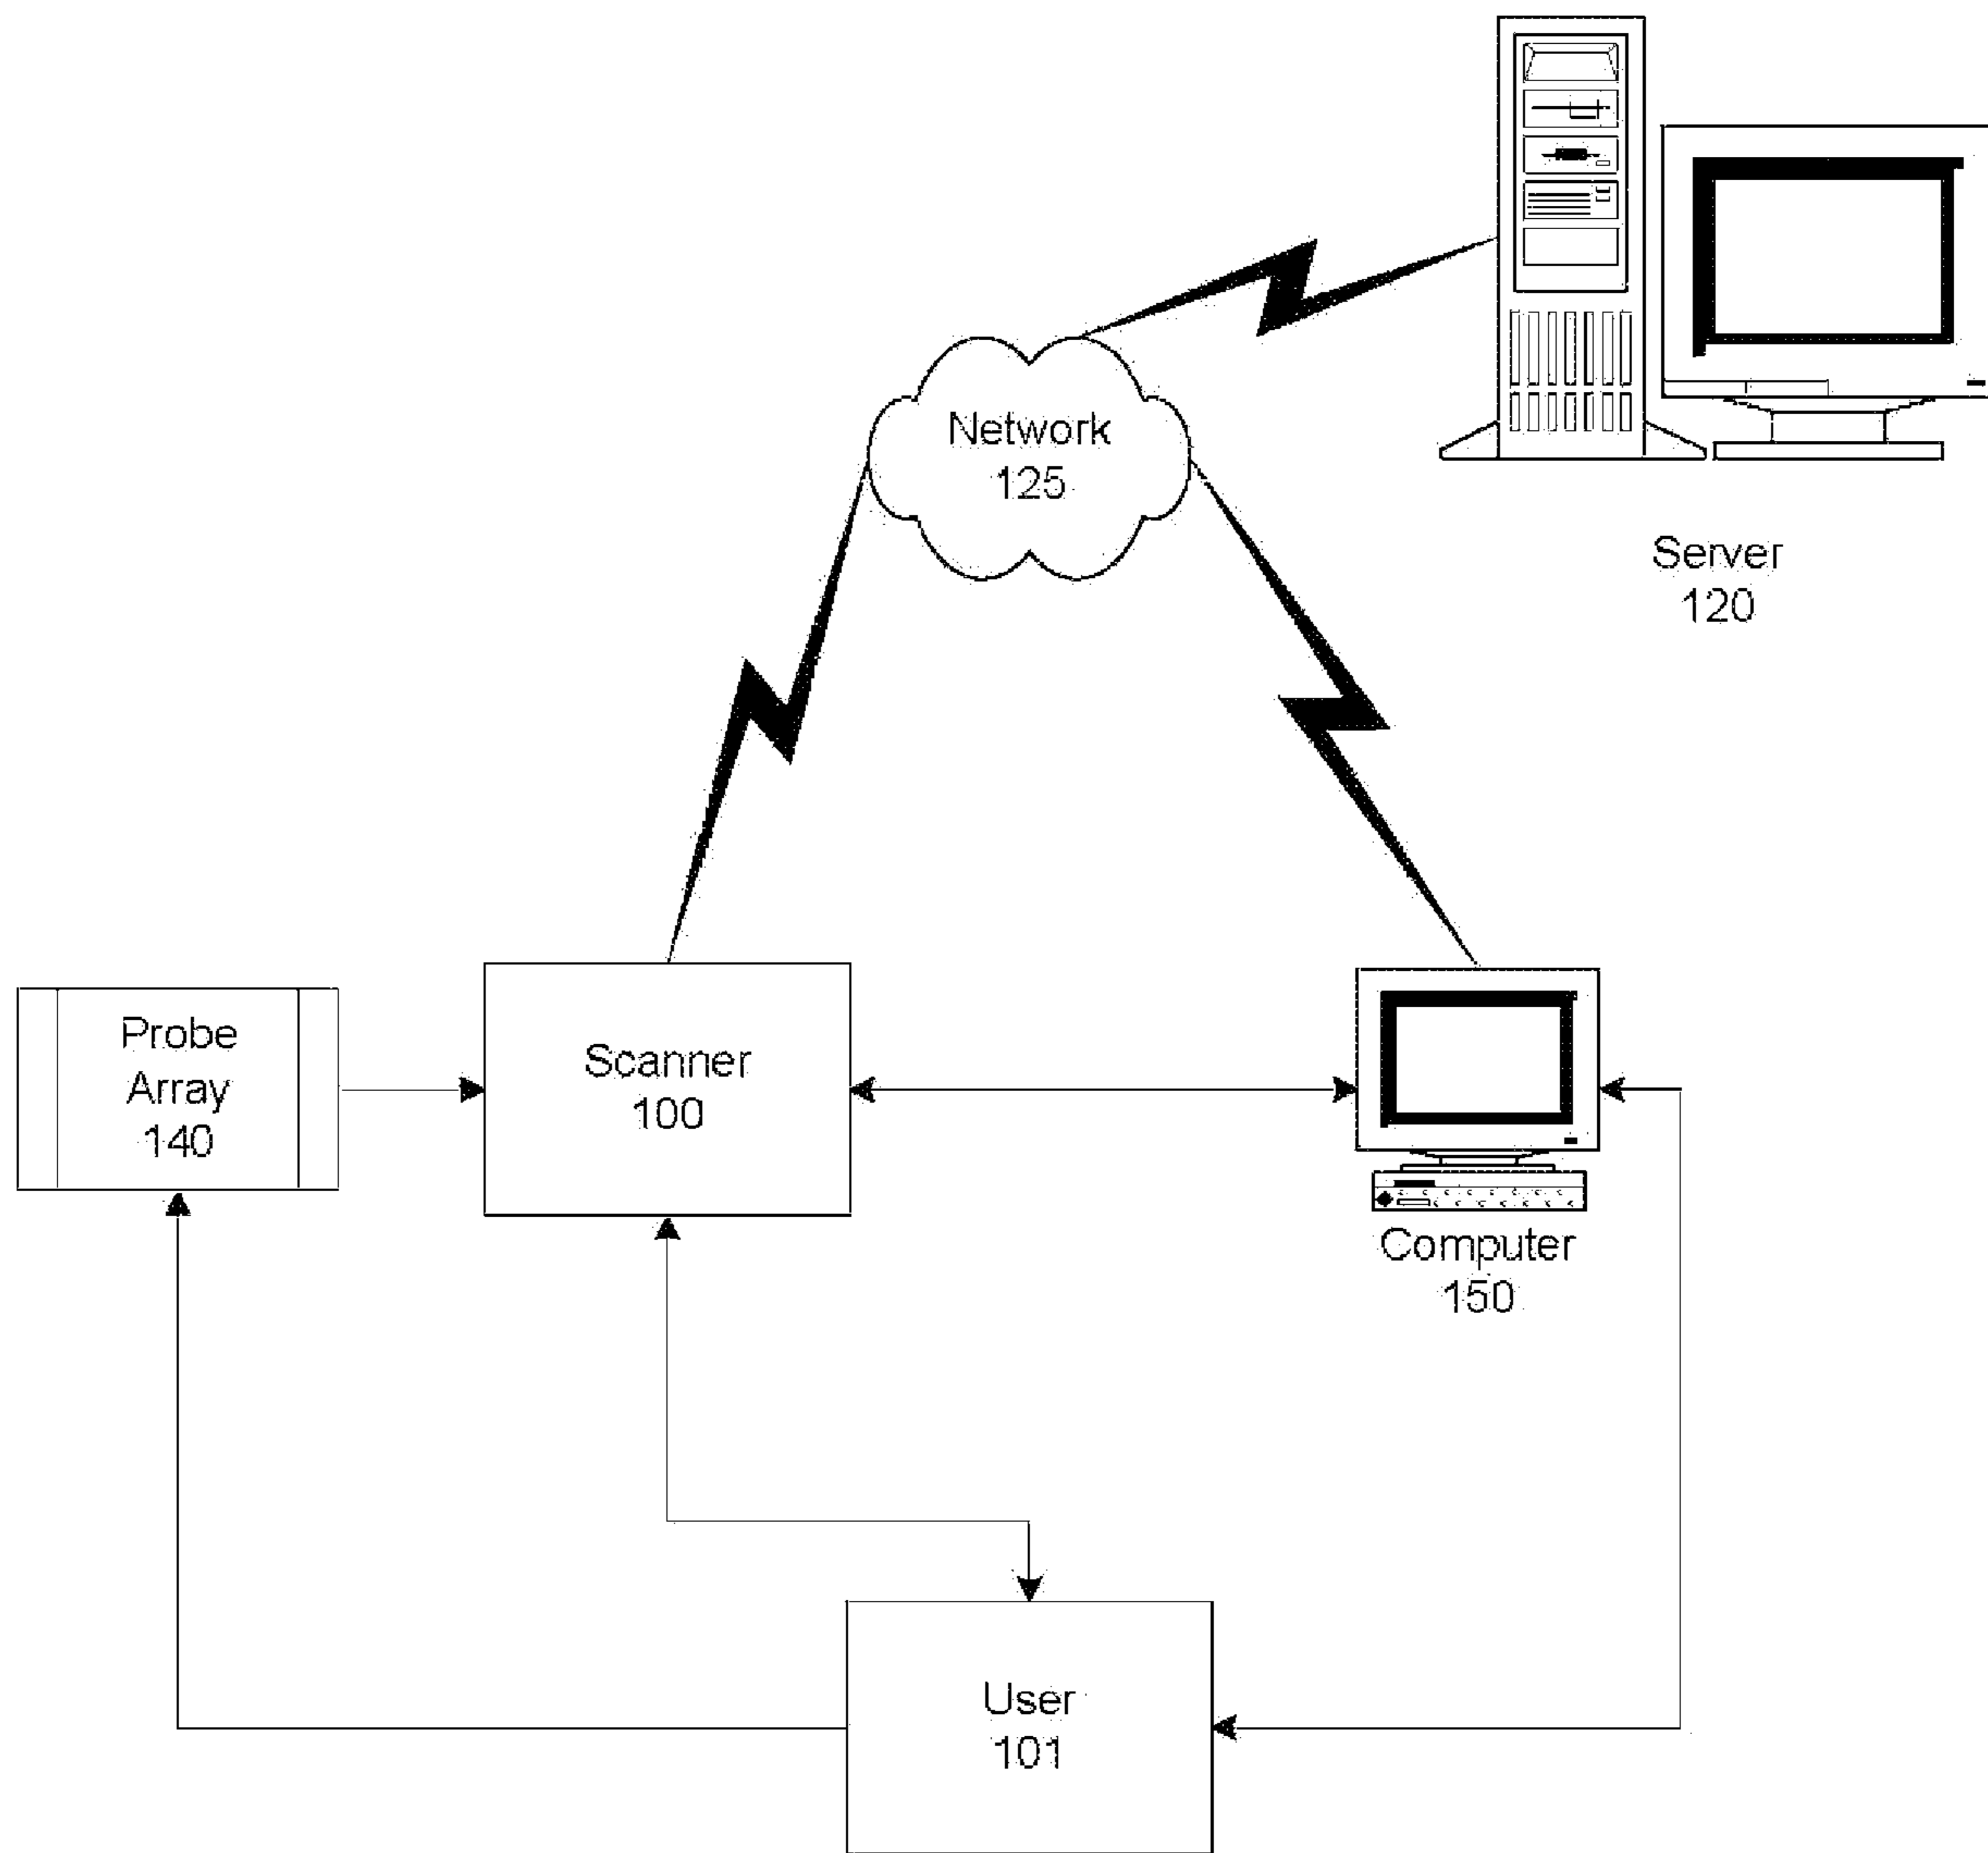 Network
125
Server
120
Probe
Array
140
Scanner
100
Computer
150
User
101